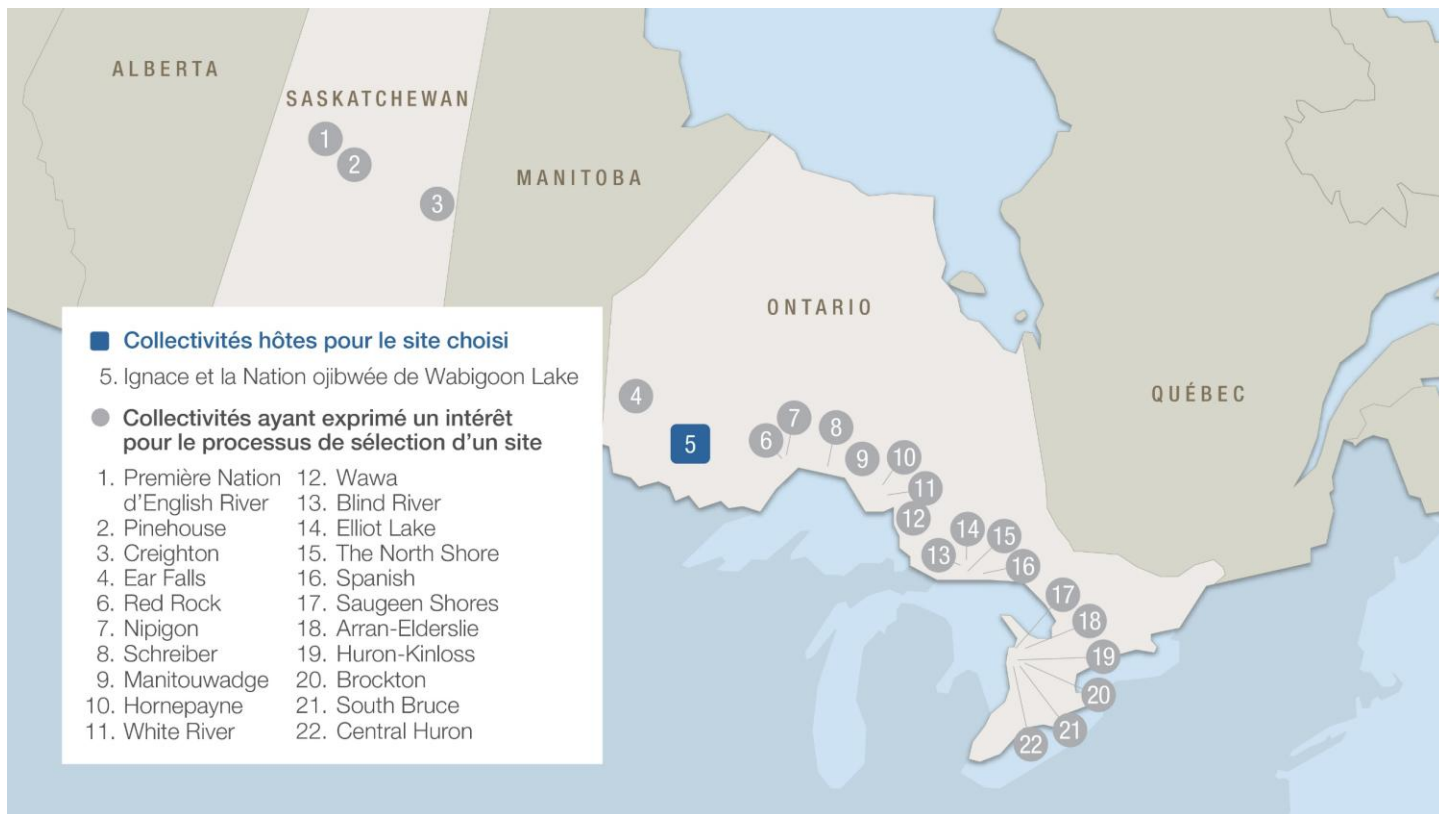 ALBERTA
SASKATCHEWAN
MANITOBA
ONTARIO
QUÉBEC
1
2
3
4
5
6
7
8
9
10
11
12
13
14
15
16
17
18
19
20
21
22
Collectivités hôtes pour le site choisi
5. Ignace et la Nation ojibwée de Wabigoon Lake
Collectivités ayant exprimé un intérêt
pour le processus de sélection d'un site
1. Première Nation
d'English River
2. Pinehouse
3. Creighton
4. Ear Falls
6. Red Rock
7. Nipigon
8. Schreiber
9. Manitouwadge
10. Hornepayne
11. White River
12. Wawa
13. Blind River
14. Elliot Lake
15. The North Shore
16. Spanish
17. Saugeen Shores
18. Arran-Elderslie
19. Huron-Kinloss
20. Brockton
21. South Bruce
22. Central Huron